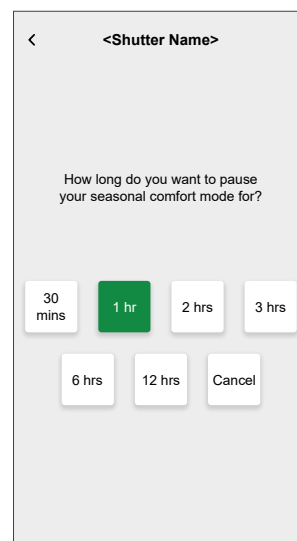 <Shutter Name>
How long do you want to pause
your seasonal comfort mode for?
30
mins
1 hr
2 hrs
3 hrs
6 hrs
12 hrs
Cancel